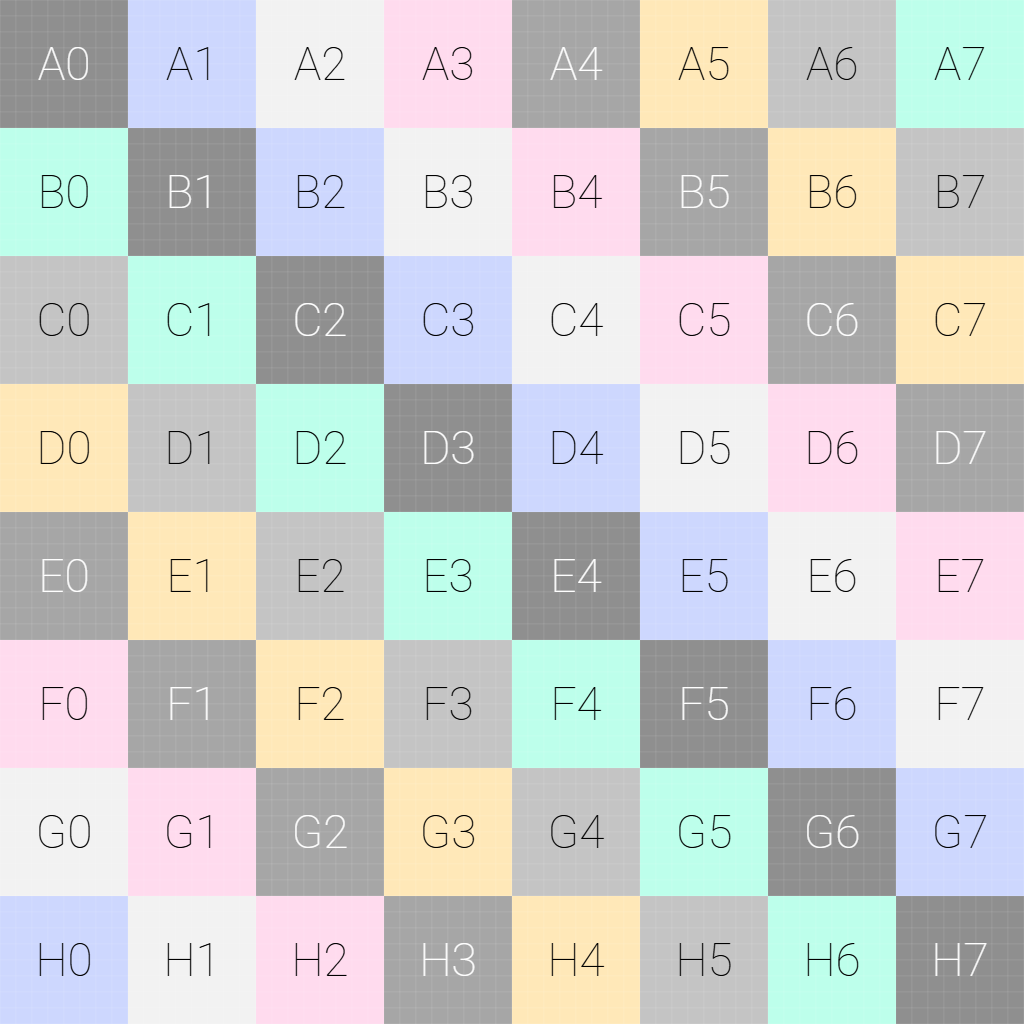 A0 A1 A2 A3 A4 A5 A6 A7
B0 B1 B2 B3 B4 B5 B6 B7
C0 C1 C2 C3 C4 C5 C6 C7
D0 D1 D2 D3 D4 D5 D6 D7
E0 E1 E2 E3 E4 E5 E6 E7
F0 F1 F2 F3 F4 F5 F6 F7
G0 G1 G2 G3 G4 G5 G6 G7
H0 H1 H2 H3 H4 H5 H6 H7